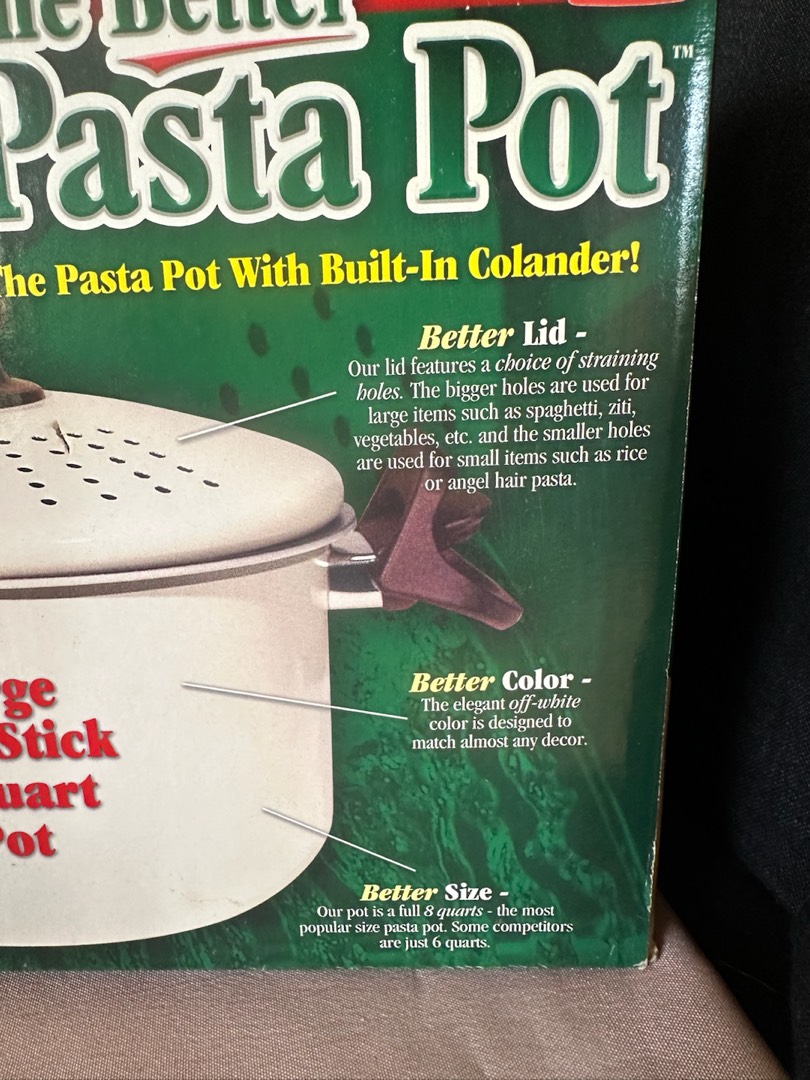 he Better
Pasta Pot™
The Pasta Pot With Built-In Colander!
Better Lid -
Our lid features a choice of straining
holes. The bigger holes are used for
large items such as spaghetti, ziti,
vegetables, etc. and the smaller holes
are used for small items such as rice
or angel hair pasta.
Better Color -
The elegant off-white
color is designed to
match almost any decor.
ge
Stick
uart
Pot
Better Size -
Our pot is a full 8 quarts - the most
popular size pasta pot. Some competitors
are just 6 quarts.